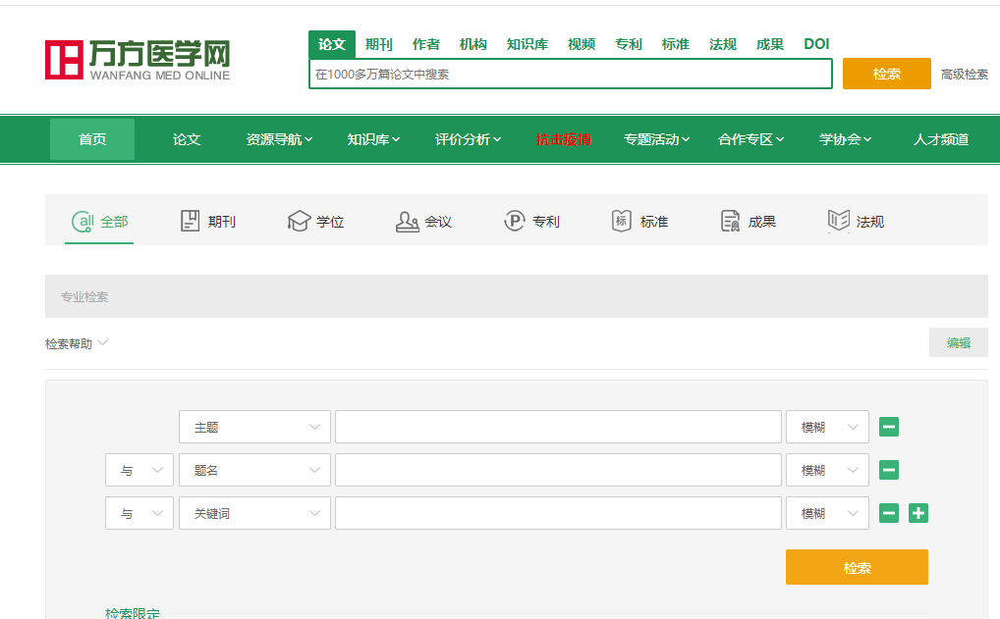 论文 期刊 作者 机构 知识库 视频 专利 标准 法规 成果 DOI
万方医学网
WANFANG MED ONLINE
在1000多万篇论文中搜索 检索 高级检索
首页 论文 资源导航 知识库 评价分析 抗击疫情 专题活动 合作专区 学协会 人才频道
all 全部 期刊 学位 会议 P 专利 标 标准 成果 法规
专业检索
检索帮助 编辑
主题 模糊
与 题名 模糊
与 关键词 模糊
检索
检索限定